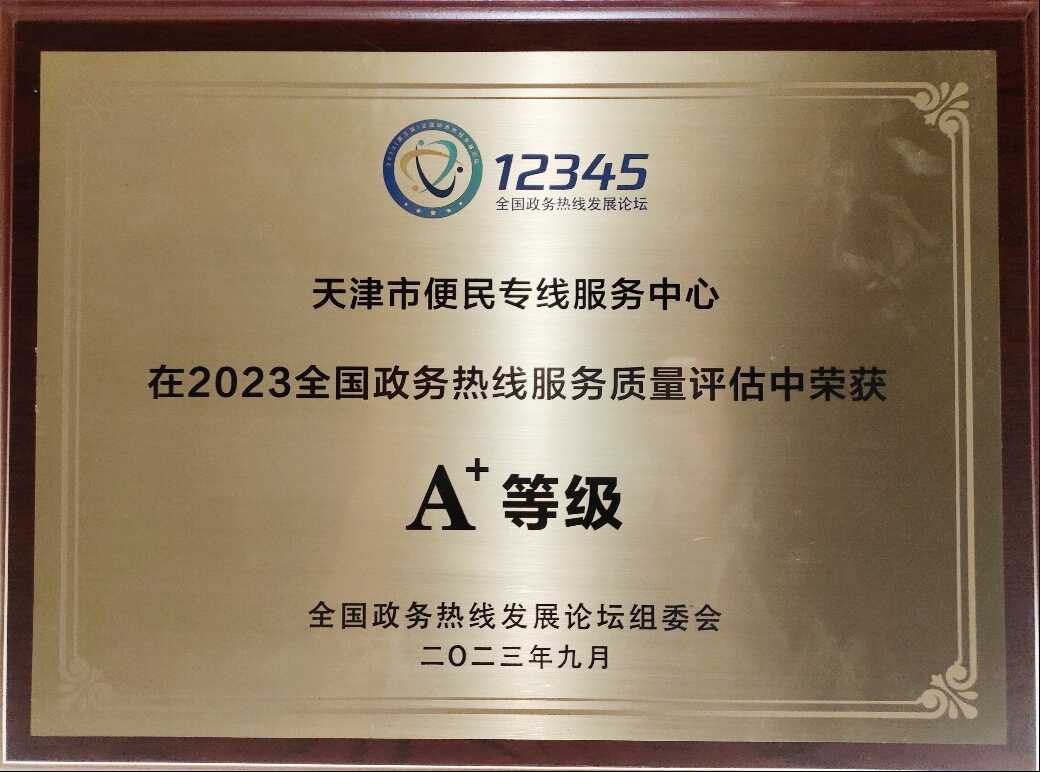 12345
全国政务热线发展论坛
天津市便民专线服务中心
在2023全国政务热线服务质量评估中荣获
A+等级
全国政务热线发展论坛组委会
二〇二三年九月